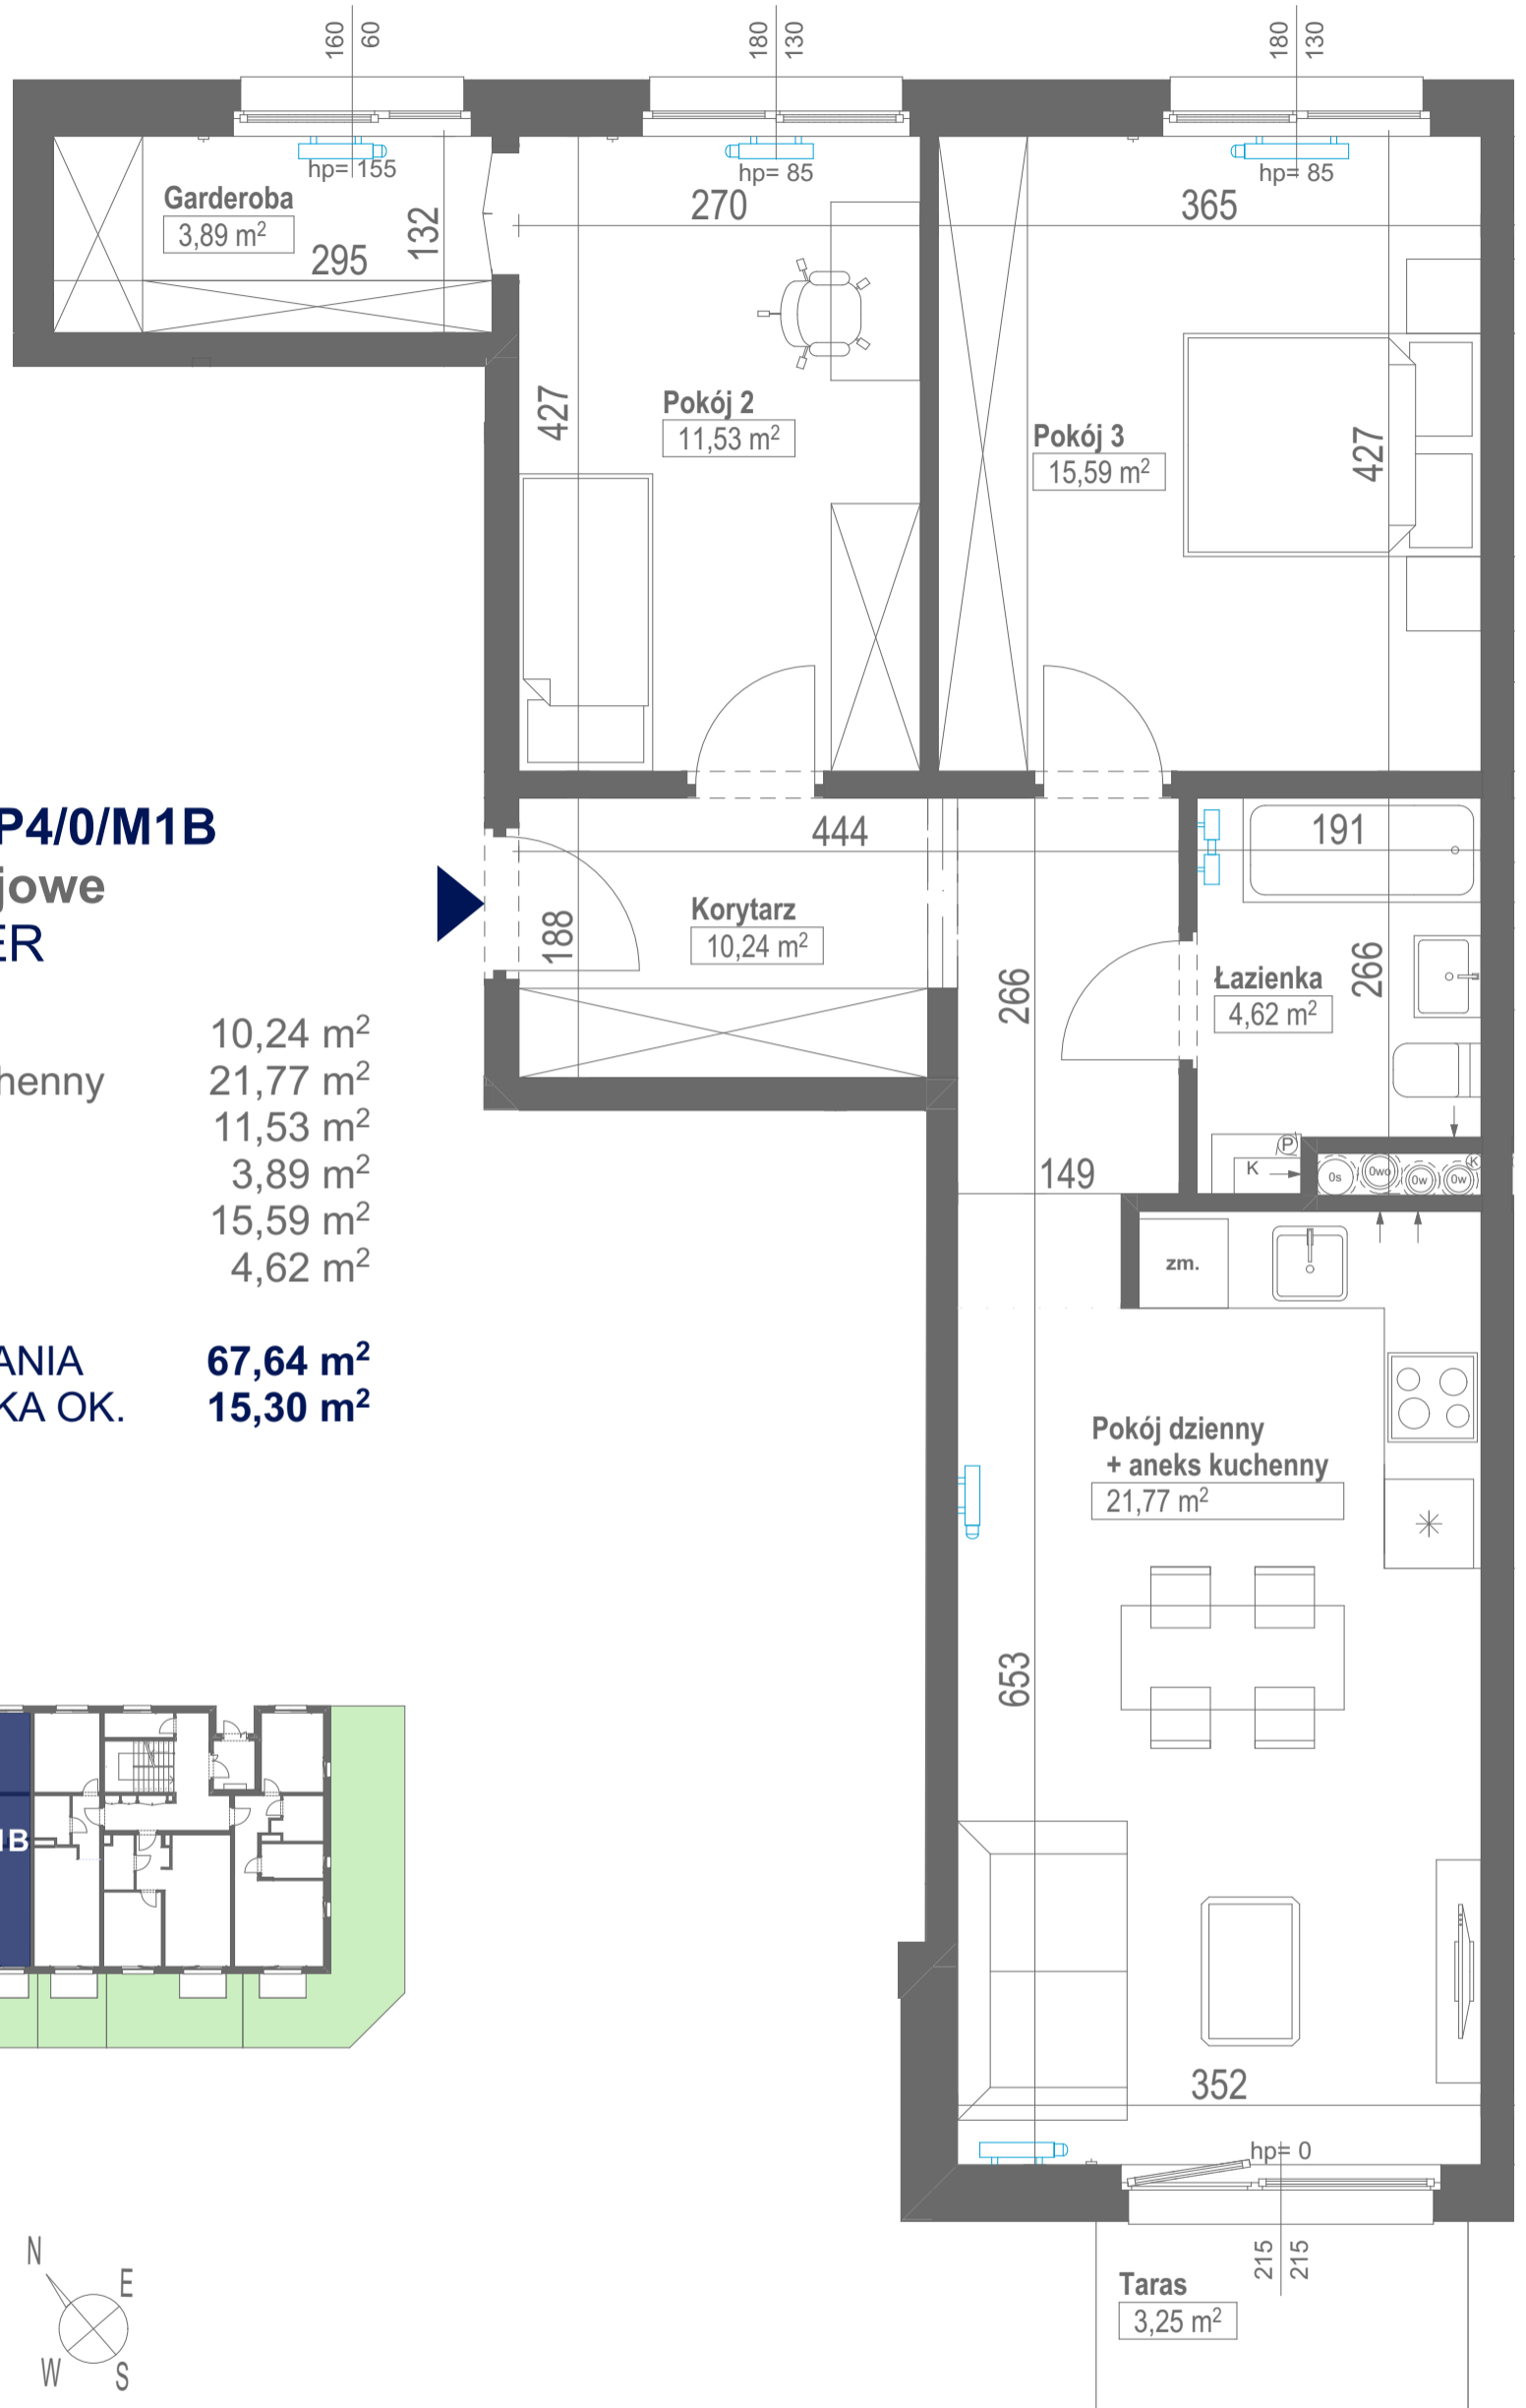 160
60
180
130
180
130
hp= 155
hp= 85
hp= 85
Garderoba
3,89 m²
295
132
270
365
427
Pokój 2
11,53 m²
Pokój 3
15,59 m²
427
P4/0/M1B
jowe
ER
444
191
188
Korytarz
10,24 m²
266
Łazienka
4,62 m²
266
10,24 m²
henny 21,77 m²
11,53 m²
3,89 m²
15,59 m²
4,62 m²
ANIA 67,64 m²
KA OK. 15,30 m²
149
P
K
0s
0wo
0w
0w
K
zm.
Pokój dzienny
+ aneks kuchenny
21,77 m²
653
1B
352
hp= 0
215
215
Taras
3,25 m²
N
E
W
S